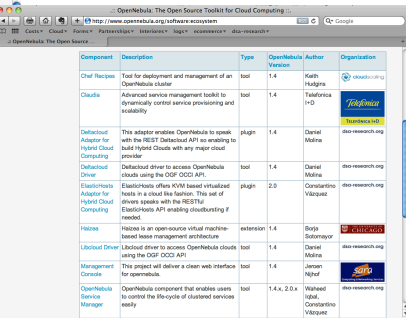 .:: OpenNebula: The Open Source Toolkit for Cloud Computing ::.
http://www.opennebula.org/software:ecosystem
Google
Costs Cloud Forms Partnerships Interiores logs ecommerce dsa-research
.:: OpenNebula: The Open Source ...
Component Description Type OpenNebula Version Author Organization
Chef Recipes Tool for deployment and management of an OpenNebula cluster tool 1.4 Keith Hudgins cloudscaling
Claudia Advanced service management toolkit to dynamically control service provisioning and scalability tool 1.4 Telefonica I+D Telefónica
Telefónica I+D
Deltacloud Adaptor for Hybrid Cloud Computing This adaptor enables OpenNebula to speak with the REST Deltacloud API so enabling to build Hybrid Clouds with any major cloud provider plugin 1.4 Daniel Molina dsa-research.org
Deltacloud Driver Deltacloud driver to access OpenNebula clouds using the OGF OCCI API. tool 1.4 Daniel Molina dsa-research.org
ElasticHosts Adaptor for Hybrid Cloud Computing ElasticHosts offers KVM based virtualized hosts in a cloud like fashion. This set of drivers speaks with the RESTful ElasticHosts API enabling cloudbursting if needed. plugin 2.0 Constantino Vázquez dsa-research.org
Haizea Haizea is an open-source virtual machine-based lease management architecture extension 1.4 Borja Sotomayor CHICAGO
Libcloud Driver Libcloud driver to access OpenNebula clouds using the OGF OCCI API tool 1.4 Daniel Molina dsa-research.org
Management Console This project will deliver a clean web interface for opennebula. tool 1.4 Jeroen Nijhof sara
OpenNebula Service Manager OpenNebula component that enables users to control the life-cycle of clustered services easily tool 1.4.x, 2.0.x Waheed Iqbal, Constantino Vázquez dsa-research.org